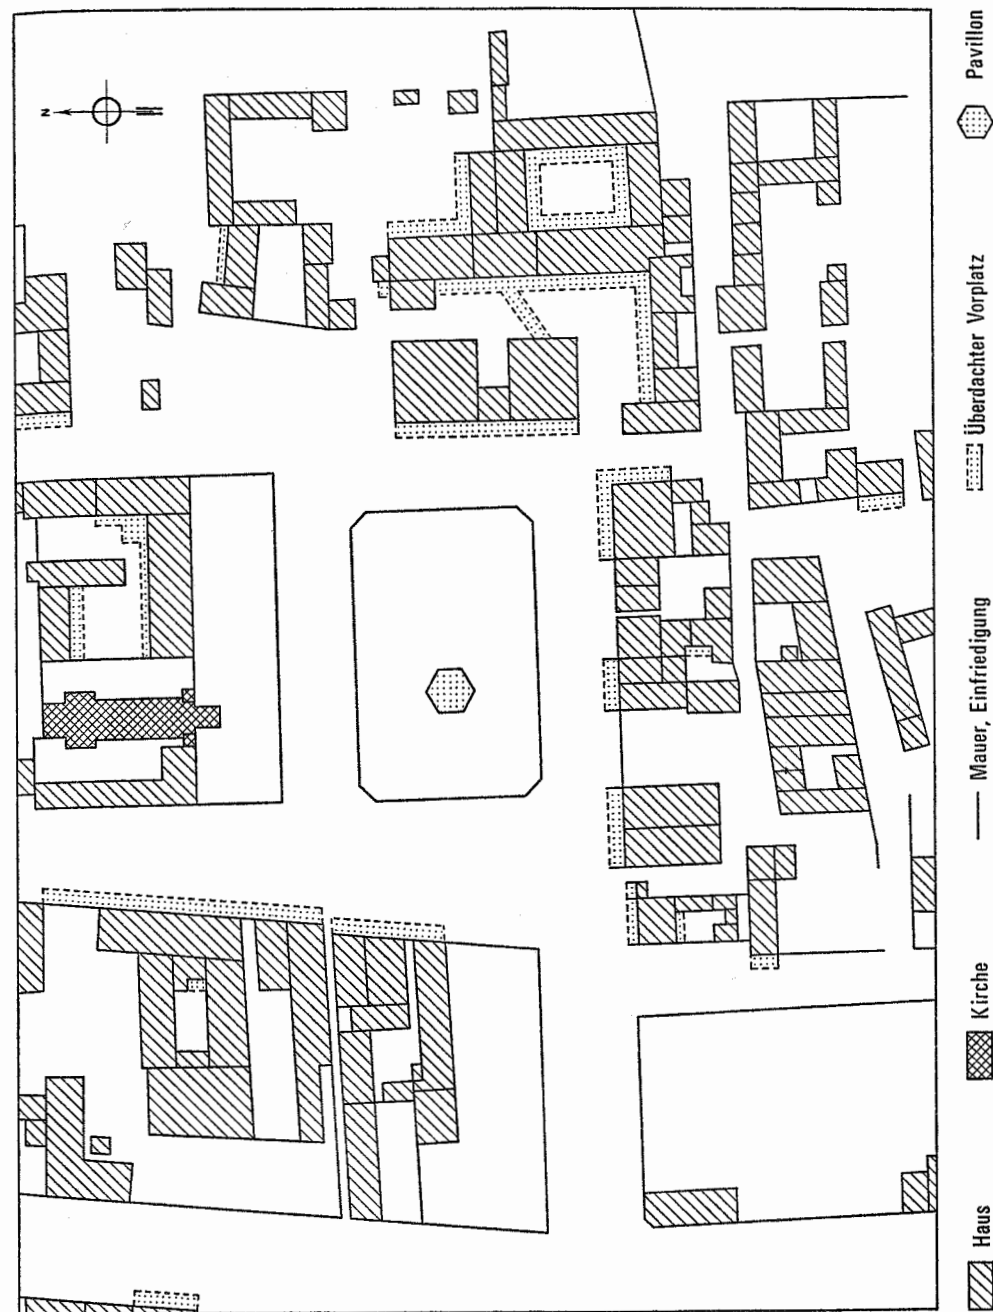 N
Haus
Kirche
Mauer, Einfriedigung
Überdachter Vorplatz
Pavillon